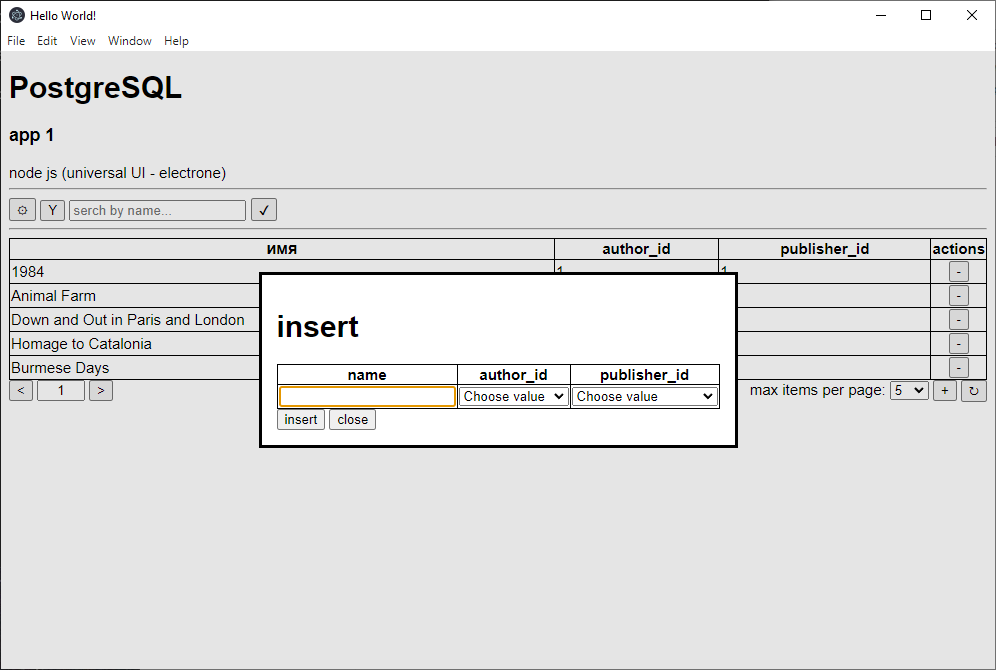 Hello World!
File Edit View Window Help
PostgreSQL
app 1
node js (universal UI - electrone)
Y serch by name... ✓
имя author_id publisher_id actions
1984 1 1 -
Animal Farm -
Down and Out in Paris and London -
Homage to Catalonia -
Burmese Days -
< 1 > max items per page: 5 + ↻
insert
name author_id publisher_id
Choose value Choose value
insert close